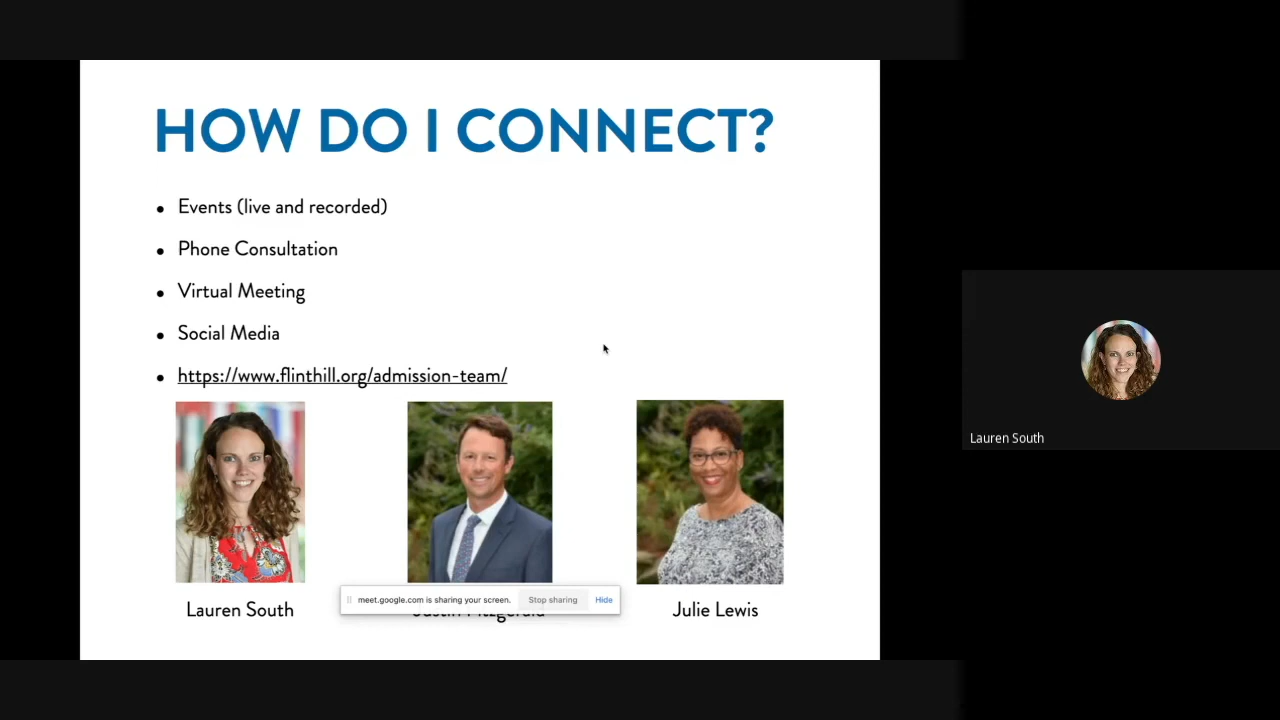 HOW DO I CONNECT?
• Events (live and recorded)
• Phone Consultation
• Virtual Meeting
• Social Media
• https://www.flinthill.org/admission-team/
meet.google.com is sharing your screen. Stop sharing Hide
Lauren South
Julie Lewis
Lauren South